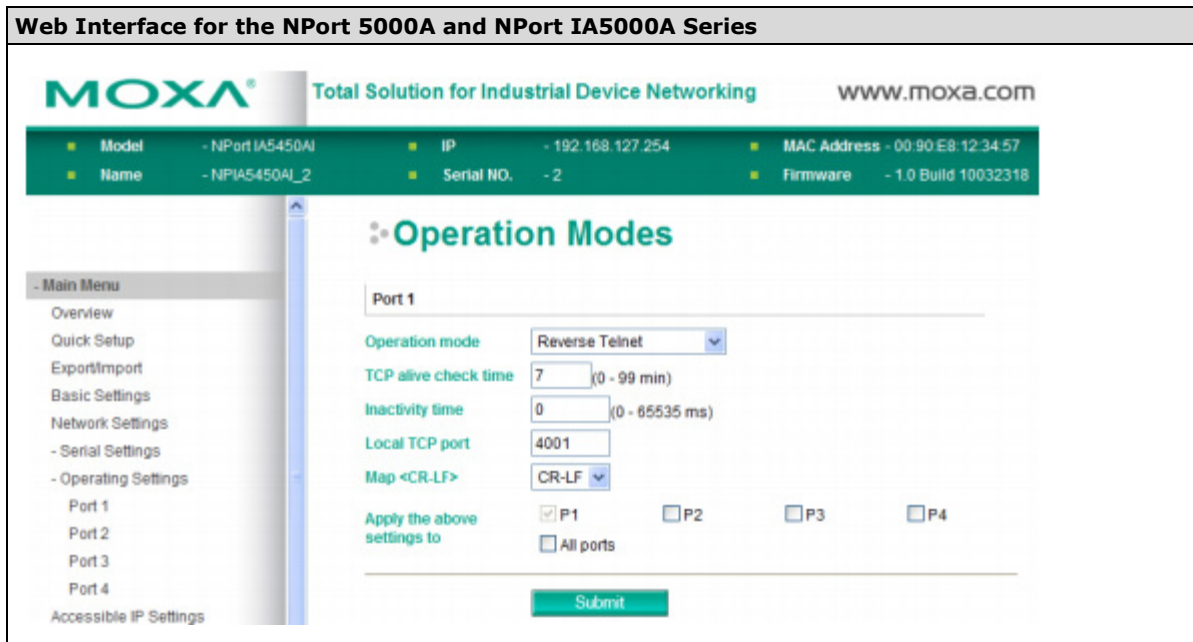 Web Interface for the NPort 5000A and NPort IA5000A Series
MOXA® Total Solution for Industrial Device Networking www.moxa.com
Model - NPort IA5450AI IP - 192.168.127.254 MAC Address - 00:90:E8:12:34:57
Name - NPIA5450AI_2 Serial NO. - 2 Firmware - 1.0 Build 10032318
Operation Modes
- Main Menu
Overview
Quick Setup
Export/Import
Basic Settings
Network Settings
- Serial Settings
- Operating Settings
Port 1
Port 2
Port 3
Port 4
Accessible IP Settings
Port 1
Operation mode Reverse Telnet
TCP alive check time 7 (0 - 99 min)
Inactivity time 0 (0 - 65535 ms)
Local TCP port 4001
Map <CR-LF> CR-LF
Apply the above settings to P1 P2 P3 P4
All ports
Submit